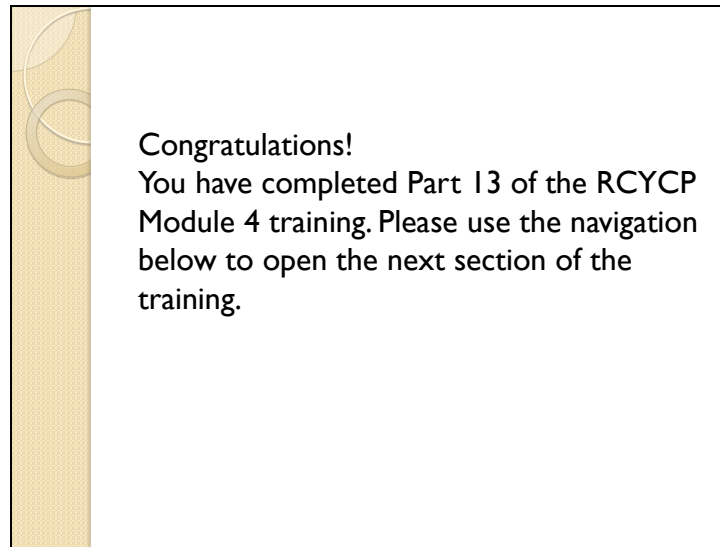 Congratulations!
You have completed Part 13 of the RCYCP
Module 4 training. Please use the navigation
below to open the next section of the
training.